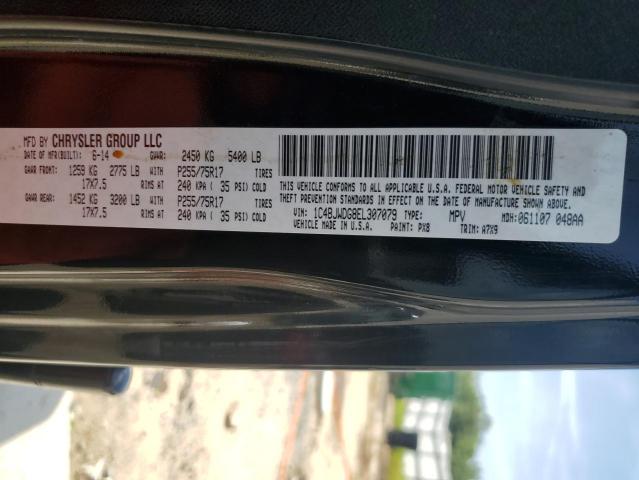 MFD BY CHRYSLER GROUP LLC
DATE OF MFR(BUILT): 6-14 GVWR: 2450 KG 5400 LB
GAWR FRONT: 1259 KG 2775 LB WITH P255/75R17 TIRES
17X7.5 RIMS AT 240 KPA ( 35 PSI) COLD
GAWR REAR: 1452 KG 3200 LB WITH P255/75R17 TIRES
17X7.5 RIMS AT 240 KPA ( 35 PSI) COLD
THIS VEHICLE CONFORMS TO ALL APPLICABLE U.S.A. FEDERAL MOTOR VEHICLE SAFETY AND
THEFT PREVENTION STANDARDS IN EFFECT ON THE DATE OF MANUFACTURE SHOWN ABOVE.
VIN: 1C4BJWDG8EL307079 TYPE: MPV MDH: 061107 048AA
VEHICLE MADE IN U.S.A. PAINT: PX8 TRIM: A7X9